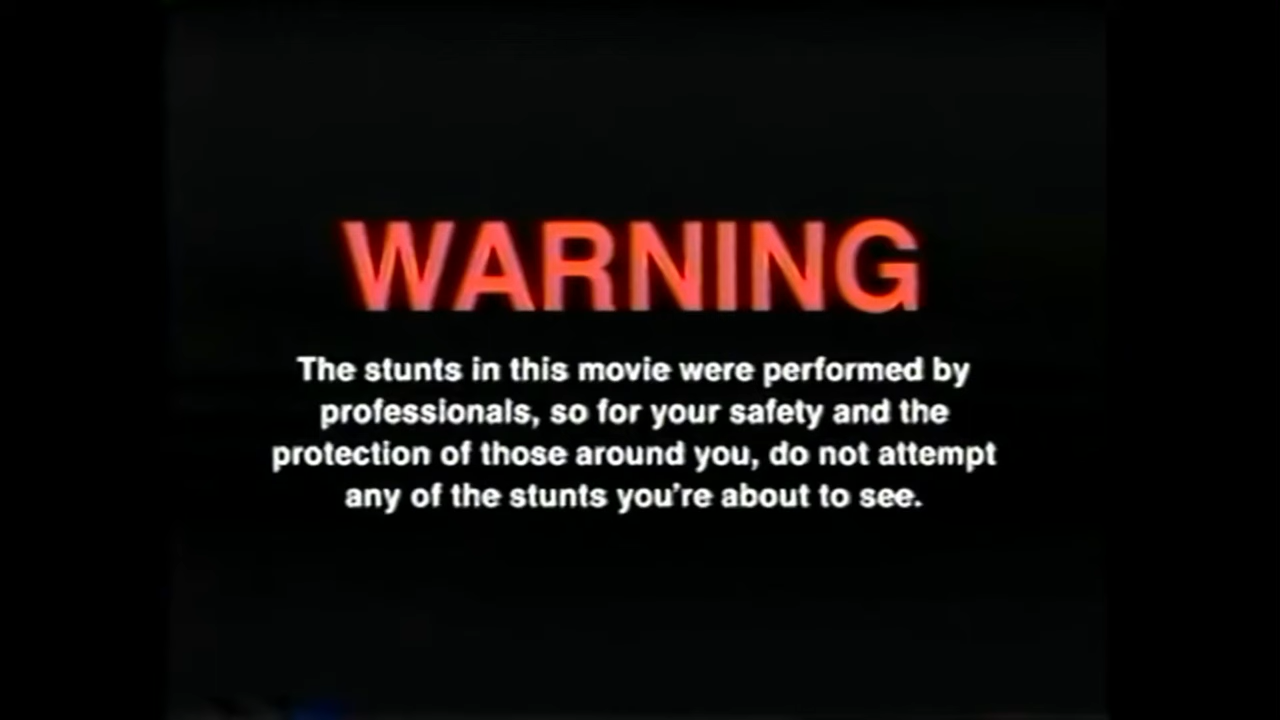 WARNING
The stunts in this movie were performed by
professionals, so for your safety and the
protection of those around you, do not attempt
any of the stunts you're about to see.